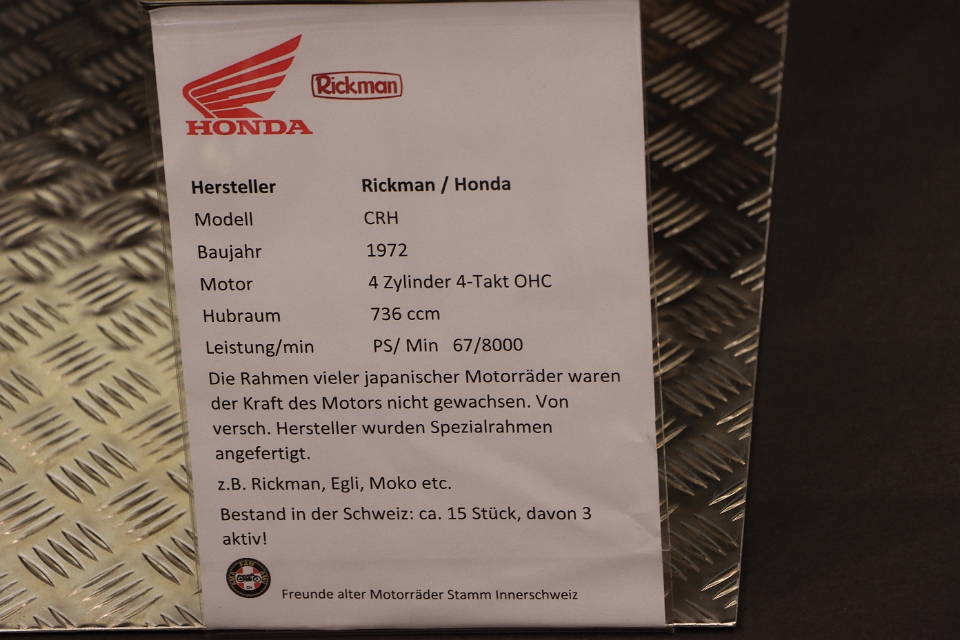 HONDA
Rickman
Hersteller Rickman / Honda
Modell CRH
Baujahr 1972
Motor 4 Zylinder 4-Takt OHC
Hubraum 736 ccm
Leistung/min PS/ Min 67/8000
Die Rahmen vieler japanischer Motorräder waren
der Kraft des Motors nicht gewachsen. Von
versch. Hersteller wurden Spezialrahmen
angefertigt.
z.B. Rickman, Egli, Moko etc.
Bestand in der Schweiz: ca. 15 Stück, davon 3
aktiv!
Freunde alter Motorräder Stamm Innerschweiz